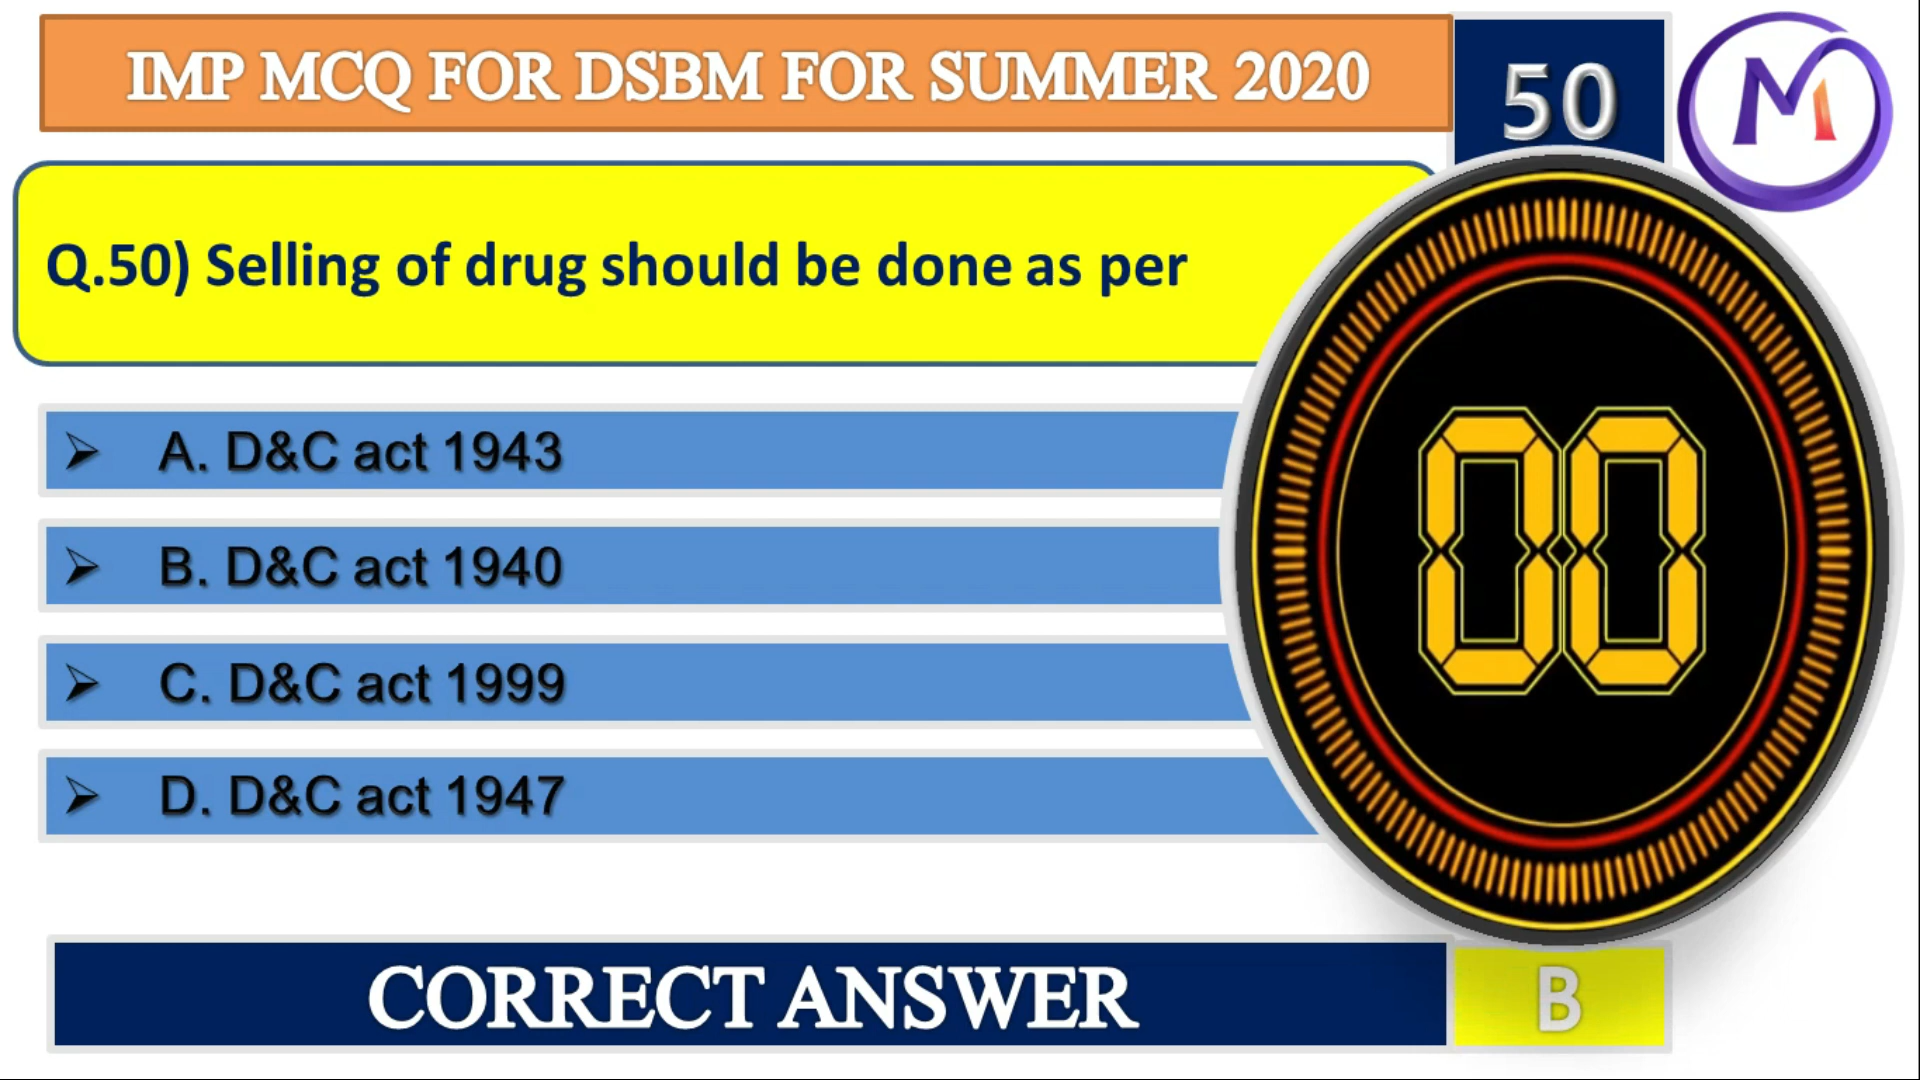 IMP MCQ FOR DSBM FOR SUMMER 2020
50
M
Q.50) Selling of drug should be done as per
A. D&C act 1943
B. D&C act 1940
C. D&C act 1999
D. D&C act 1947
00
CORRECT ANSWER
B